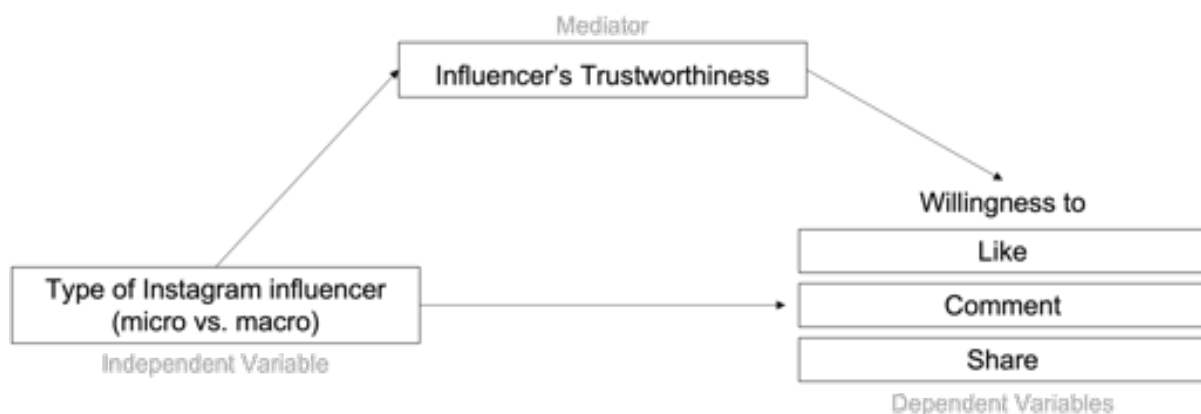 Mediator
Influencer's Trustworthiness
Willingness to
Like
Type of Instagram influencer
(micro vs. macro)
Comment
Independent Variable
Share
Dependent Variables